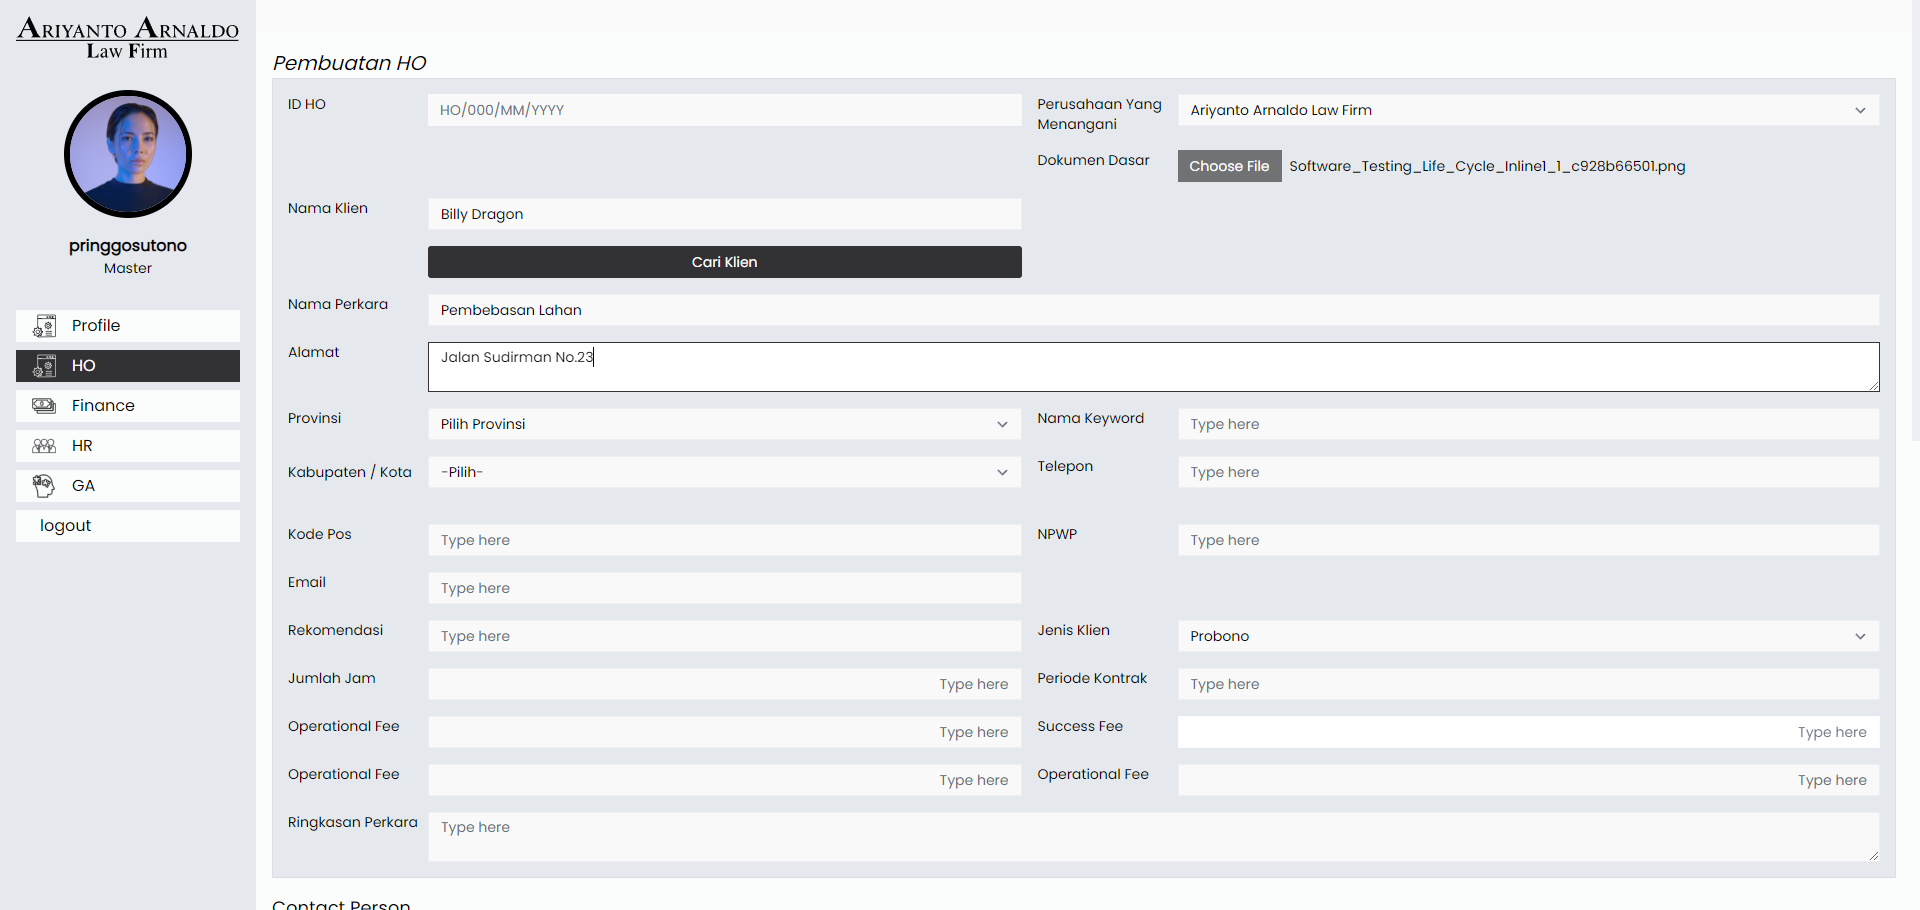 ARIYANTO ARNALDO
Law Firm
pringgosutono
Master
Profile
HO
Finance
HR
GA
logout
Pembuatan HO
ID HO
HO/000/MM/YYYY
Perusahaan Yang
Menangani
Ariyanto Arnaldo Law Firm
Dokumen Dasar
Choose File
Software_Testing_Life_Cycle_Inline1_1_c928b66501.png
Nama Klien
Billy Dragon
Cari Klien
Nama Perkara
Pembebasan Lahan
Alamat
Jalan Sudirman No.23
Provinsi
Pilih Provinsi
Nama Keyword
Type here
Kabupaten / Kota
-Pilih-
Telepon
Type here
Kode Pos
Type here
NPWP
Type here
Email
Type here
Rekomendasi
Type here
Jenis Klien
Probono
Jumlah Jam
Type here
Periode Kontrak
Type here
Operational Fee
Type here
Success Fee
Type here
Operational Fee
Type here
Operational Fee
Type here
Ringkasan Perkara
Type here
Contact Person